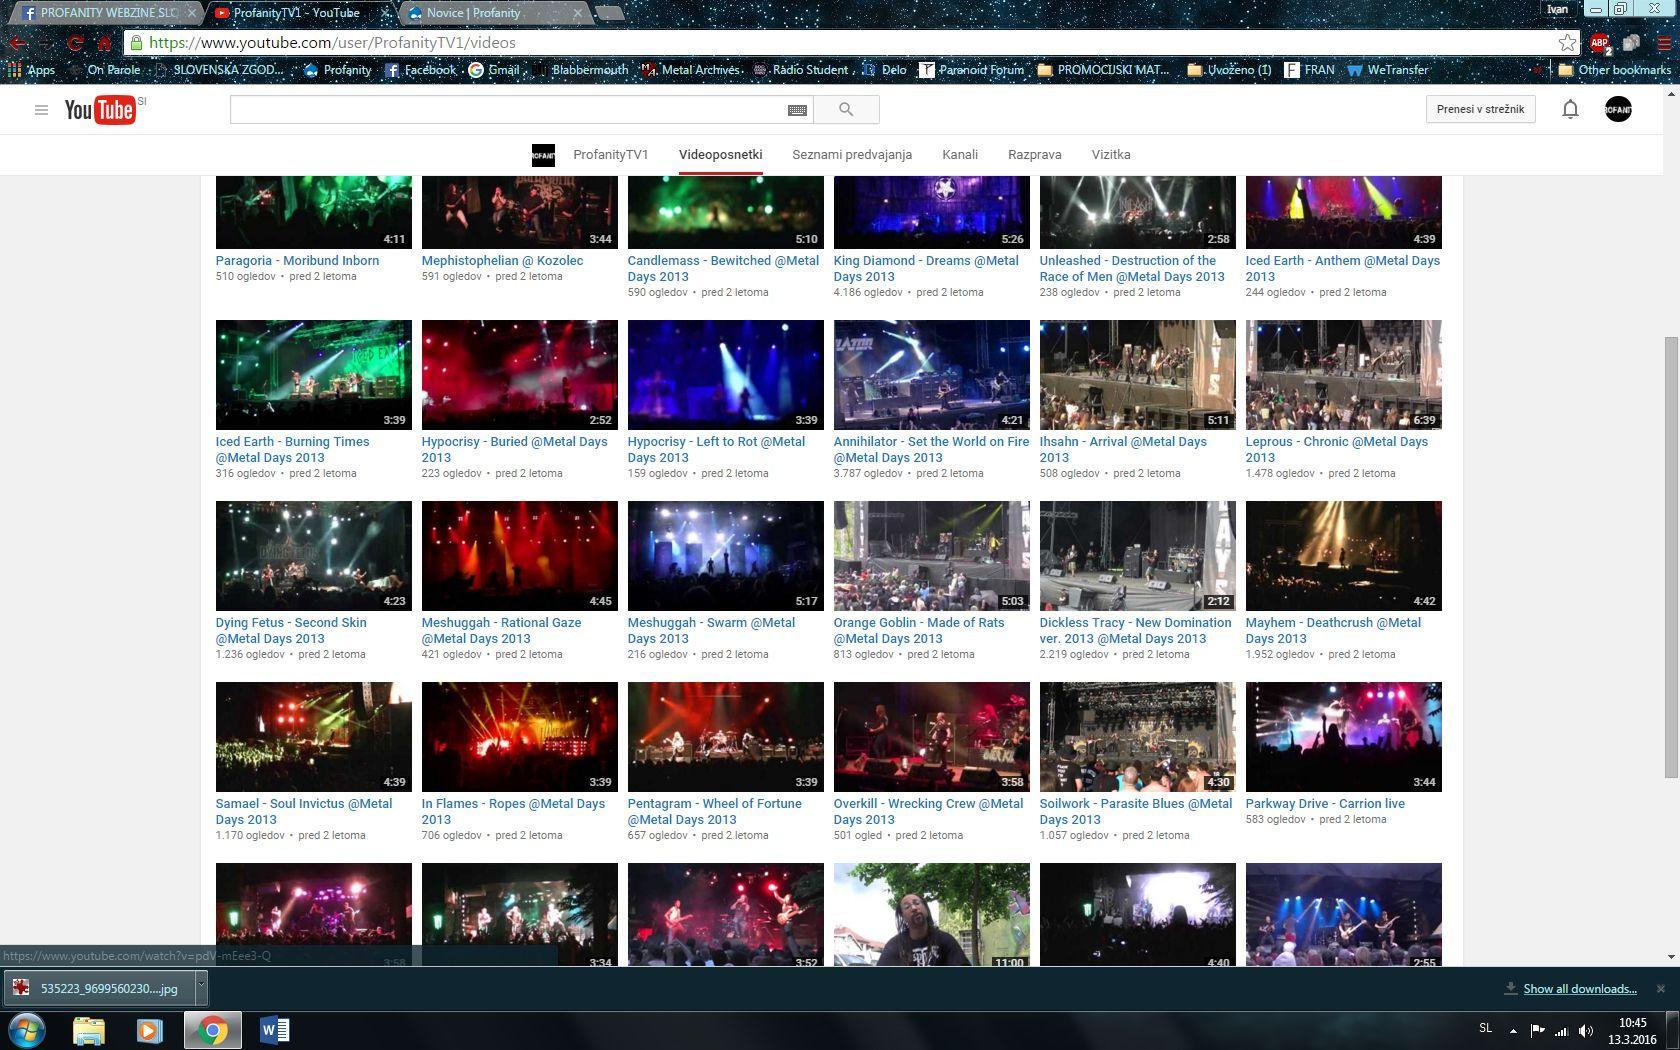 PROFANITY WEBZINE SLO
ProfanityTV1 - YouTube
Novice | Profanity
Ivan
https://www.youtube.com/user/ProfanityTV1/videos
ABP
2
Apps
On Parole
SLOVENSKA ZGOD...
Profanity
Facebook
Gmail
Blabbermouth
Metal Archives
Radio Student
Delo
Paranoid Forum
PROMOCIJSKI MAT...
Uvoženo (1)
FRAN
WeTransfer
Other bookmarks
YouTube SI
Prenesi v strežnik
ProfanityTV1
Videoposnetki
Seznami predvajanja
Kanali
Razprava
Vizitka
4:11
3:44
5:10
5:26
2:58
4:39
Paragoria - Moribund Inborn
510 ogledov • pred 2 letoma
Mephistophelian @ Kozolec
591 ogledov • pred 2 letoma
Candlemass - Bewitched @Metal
Days 2013
590 ogledov • pred 2 letoma
King Diamond - Dreams @Metal
Days 2013
4.186 ogledov • pred 2 letoma
Unleashed - Destruction of the
Race of Men @Metal Days 2013
238 ogledov • pred 2 letoma
Iced Earth - Anthem @Metal Days
2013
244 ogledov • pred 2 letoma
3:39
2:52
3:39
4:21
5:11
6:39
Iced Earth - Burning Times
@Metal Days 2013
316 ogledov • pred 2 letoma
Hypocrisy - Buried @Metal Days
2013
223 ogledov • pred 2 letoma
Hypocrisy - Left to Rot @Metal
Days 2013
159 ogledov • pred 2 letoma
Annihilator - Set the World on Fire
@Metal Days 2013
3.787 ogledov • pred 2 letoma
Ihsahn - Arrival @Metal Days
2013
508 ogledov • pred 2 letoma
Leprous - Chronic @Metal Days
2013
1.478 ogledov • pred 2 letoma
4:23
4:45
5:17
5:03
2:12
4:42
Dying Fetus - Second Skin
@Metal Days 2013
1.236 ogledov • pred 2 letoma
Meshuggah - Rational Gaze
@Metal Days 2013
421 ogledov • pred 2 letoma
Meshuggah - Swarm @Metal
Days 2013
216 ogledov • pred 2 letoma
Orange Goblin - Made of Rats
@Metal Days 2013
813 ogledov • pred 2 letoma
Dickless Tracy - New Domination
ver. 2013 @Metal Days 2013
2.219 ogledov • pred 2 letoma
Mayhem - Deathcrush @Metal
Days 2013
1.952 ogledov • pred 2 letoma
4:39
3:39
3:39
3:58
4:30
3:44
Samael - Soul Invictus @Metal
Days 2013
1.170 ogledov • pred 2 letoma
In Flames - Ropes @Metal Days
2013
706 ogledov • pred 2 letoma
Pentagram - Wheel of Fortune
@Metal Days 2013
657 ogledov • pred 2 letoma
Overkill - Wrecking Crew @Metal
Days 2013
501 ogled • pred 2 letoma
Soilwork - Parasite Blues @Metal
Days 2013
1.057 ogledov • pred 2 letoma
Parkway Drive - Carrion live
583 ogledov • pred 2 letoma
3:58
3:34
3:52
11:00
4:40
2:55
https://www.youtube.com/watch?v=pdV-mEee3-Q
535223_9699560230....jpg
Show all downloads...
SL
10:45
13.3.2016